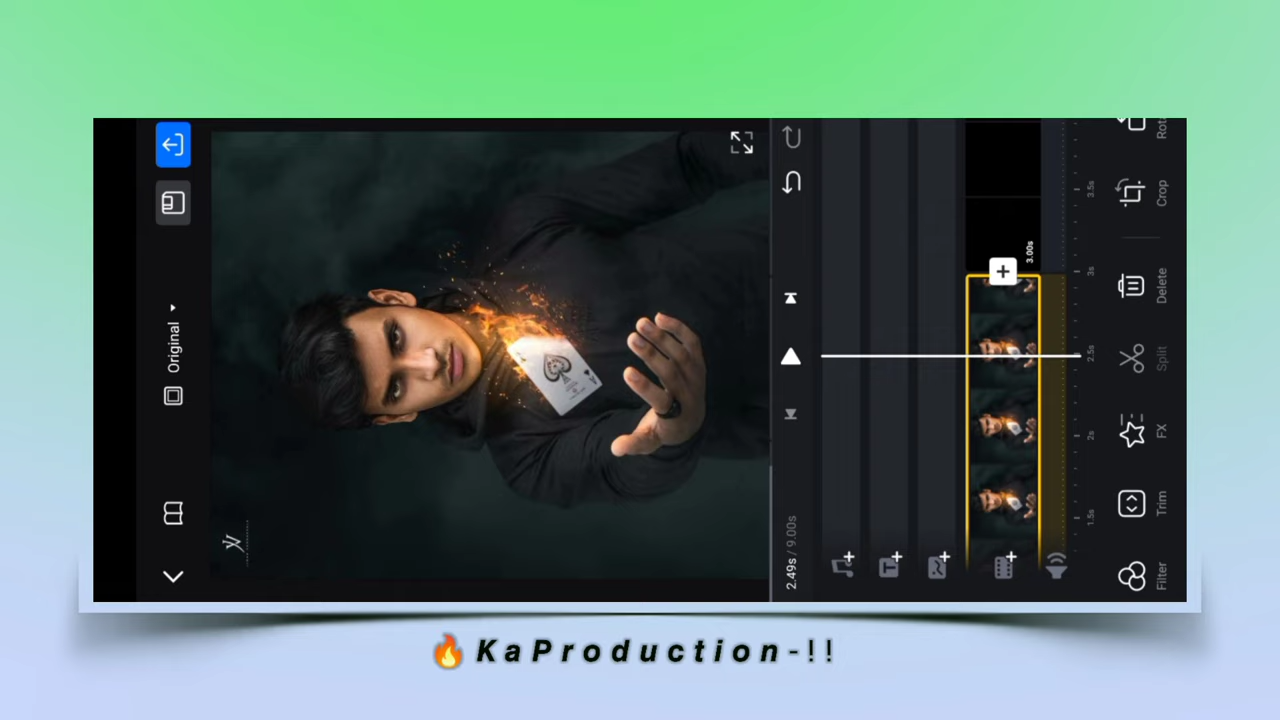 Original
2.49s / 9.00s
3.00s
3.5s
3s
2.5s
2s
1.5s
Crop
Delete
Split
FX
Trim
Filter
A
🔥KaProduction-!!